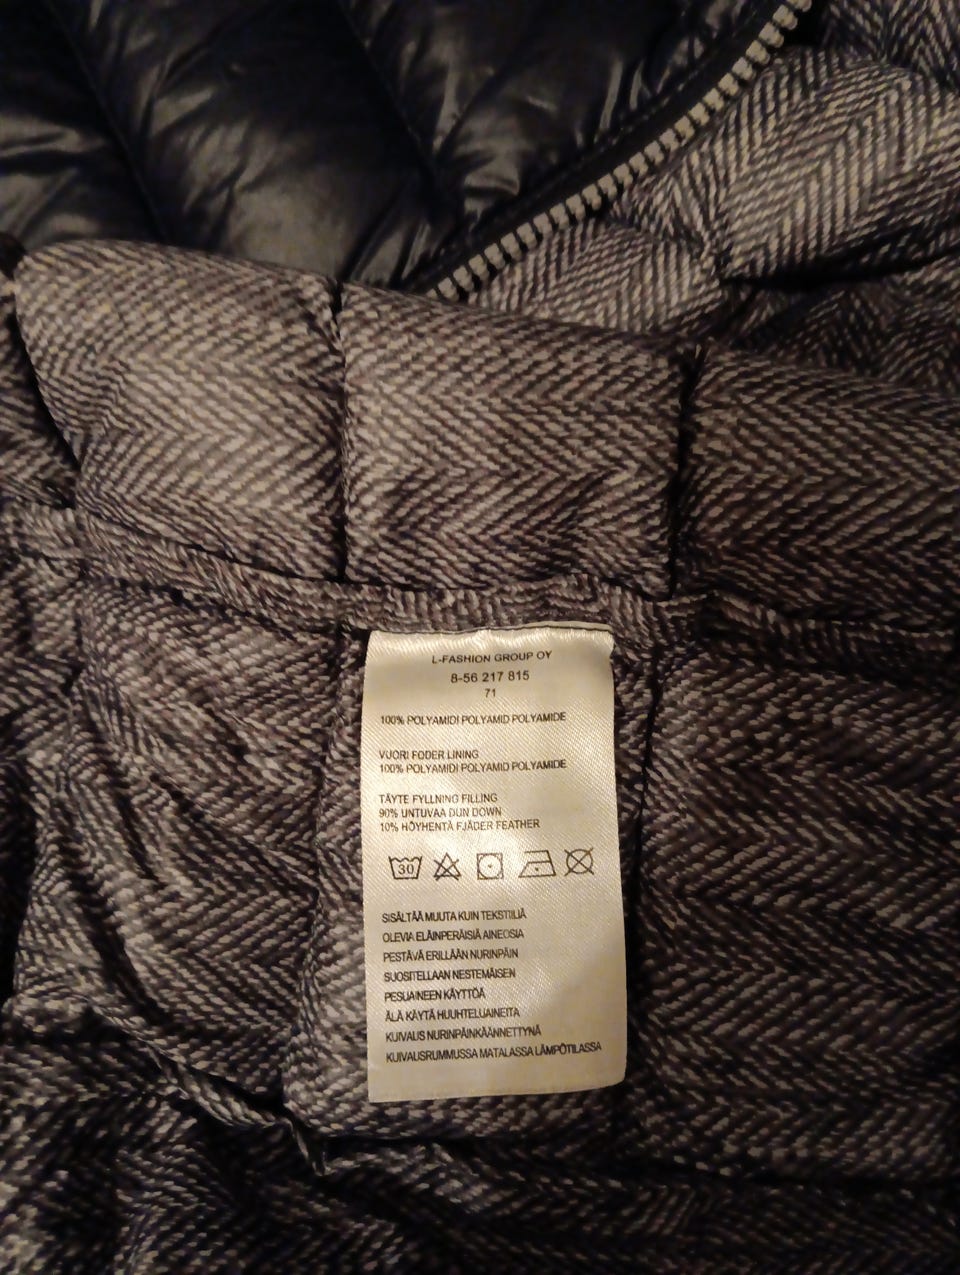 L-FASHION GROUP OY
8-56 217 815
71
100% POLYAMIDI POLYAMID POLYAMIDE
VUORI FODER LINING
100% POLYAMIDI POLYAMID POLYAMIDE
TÄYTE FYLLNING FILLING
90% UNTUVAA DUN DOWN
10% HÖYHENTÄ FJÄDER FEATHER
30
SISÄLTÄÄ MUUTA KUIN TEKSTIILIÄ
OLEVIA ELÄINPERÄISIÄ AINEOSIA
PESTÄVÄ ERILLÄÄN NURINPÄIN
SUOSITELLAAN NESTEMÄISEN
PESUAINEEN KÄYTTÖÄ
ÄLÄ KÄYTÄ HUUHTELUAINEITA
KUIVAUS NURINPÄINKÄÄNNETTYNÄ
KUIVAUSRUMMUSSA MATALASSA LÄMPÖTILASSA